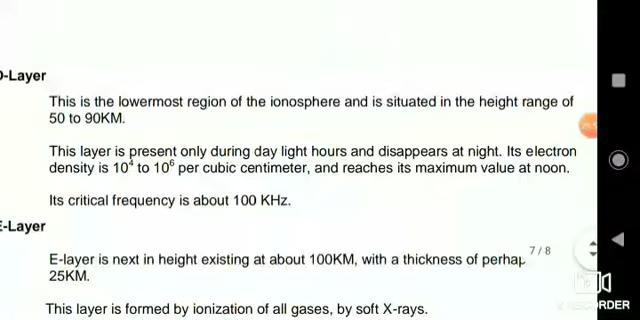 -Layer
This is the lowermost region of the ionosphere and is situated in the height range of
50 to 90KM.
This layer is present only during day light hours and disappears at night. Its electron
density is 10⁴ to 10⁶ per cubic centimeter, and reaches its maximum value at noon.
Its critical frequency is about 100 KHz.
E-Layer
7 / 8
E-layer is next in height existing at about 100KM, with a thickness of perhap
25KM.
This layer is formed by ionization of all gases, by soft X-rays.